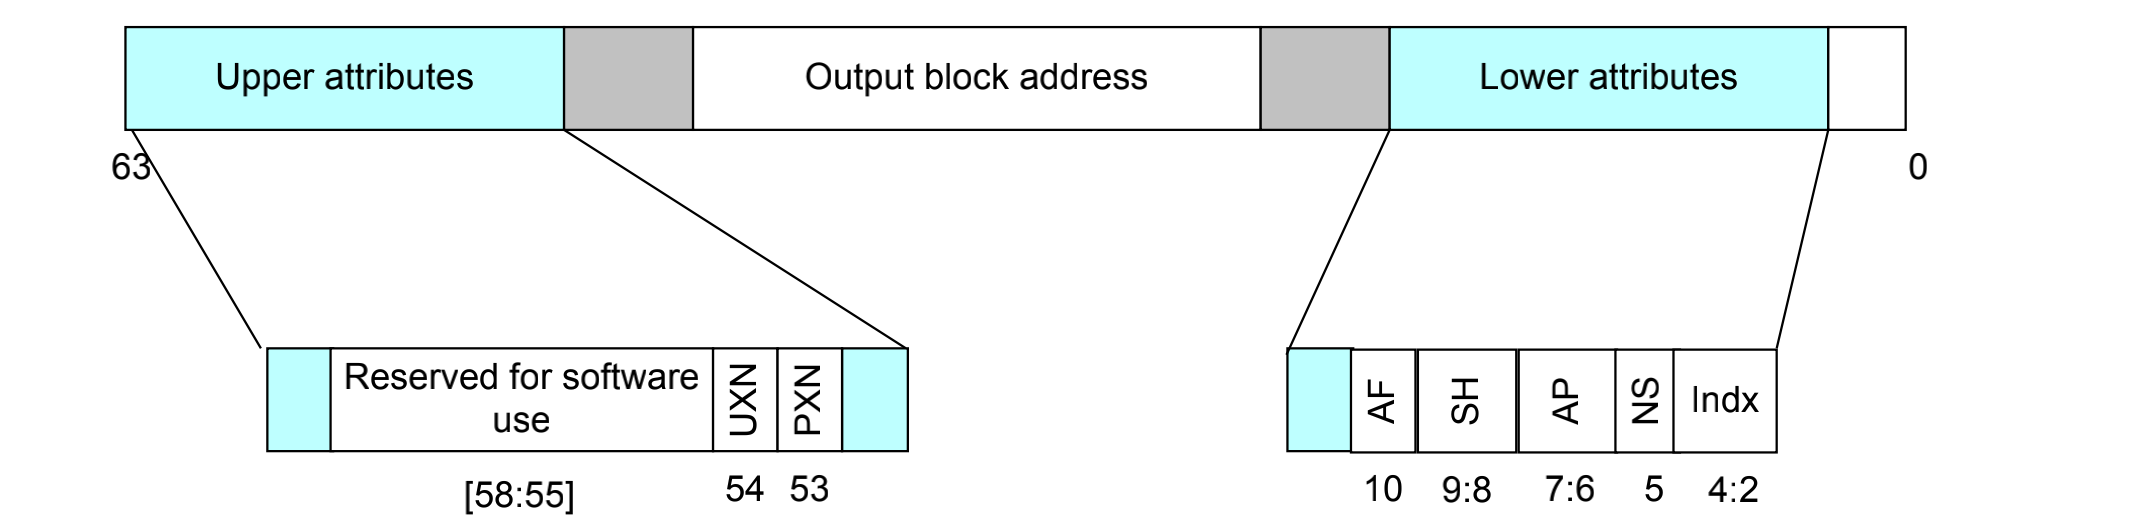 Upper attributes
Output block address
Lower attributes
63
0
Reserved for software
use
UXN
PXN
AF
SH
AP
NS
Indx
[58:55]
54
53
10
9:8
7:6
5
4:2